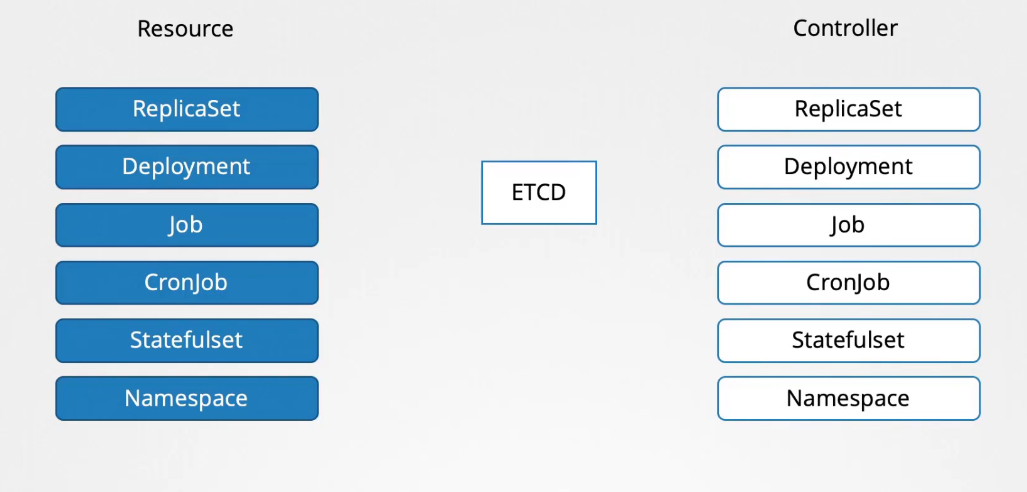 Resource
Controller
ReplicaSet
ReplicaSet
Deployment
Deployment
ETCD
Job
Job
CronJob
CronJob
Statefulset
Statefulset
Namespace
Namespace